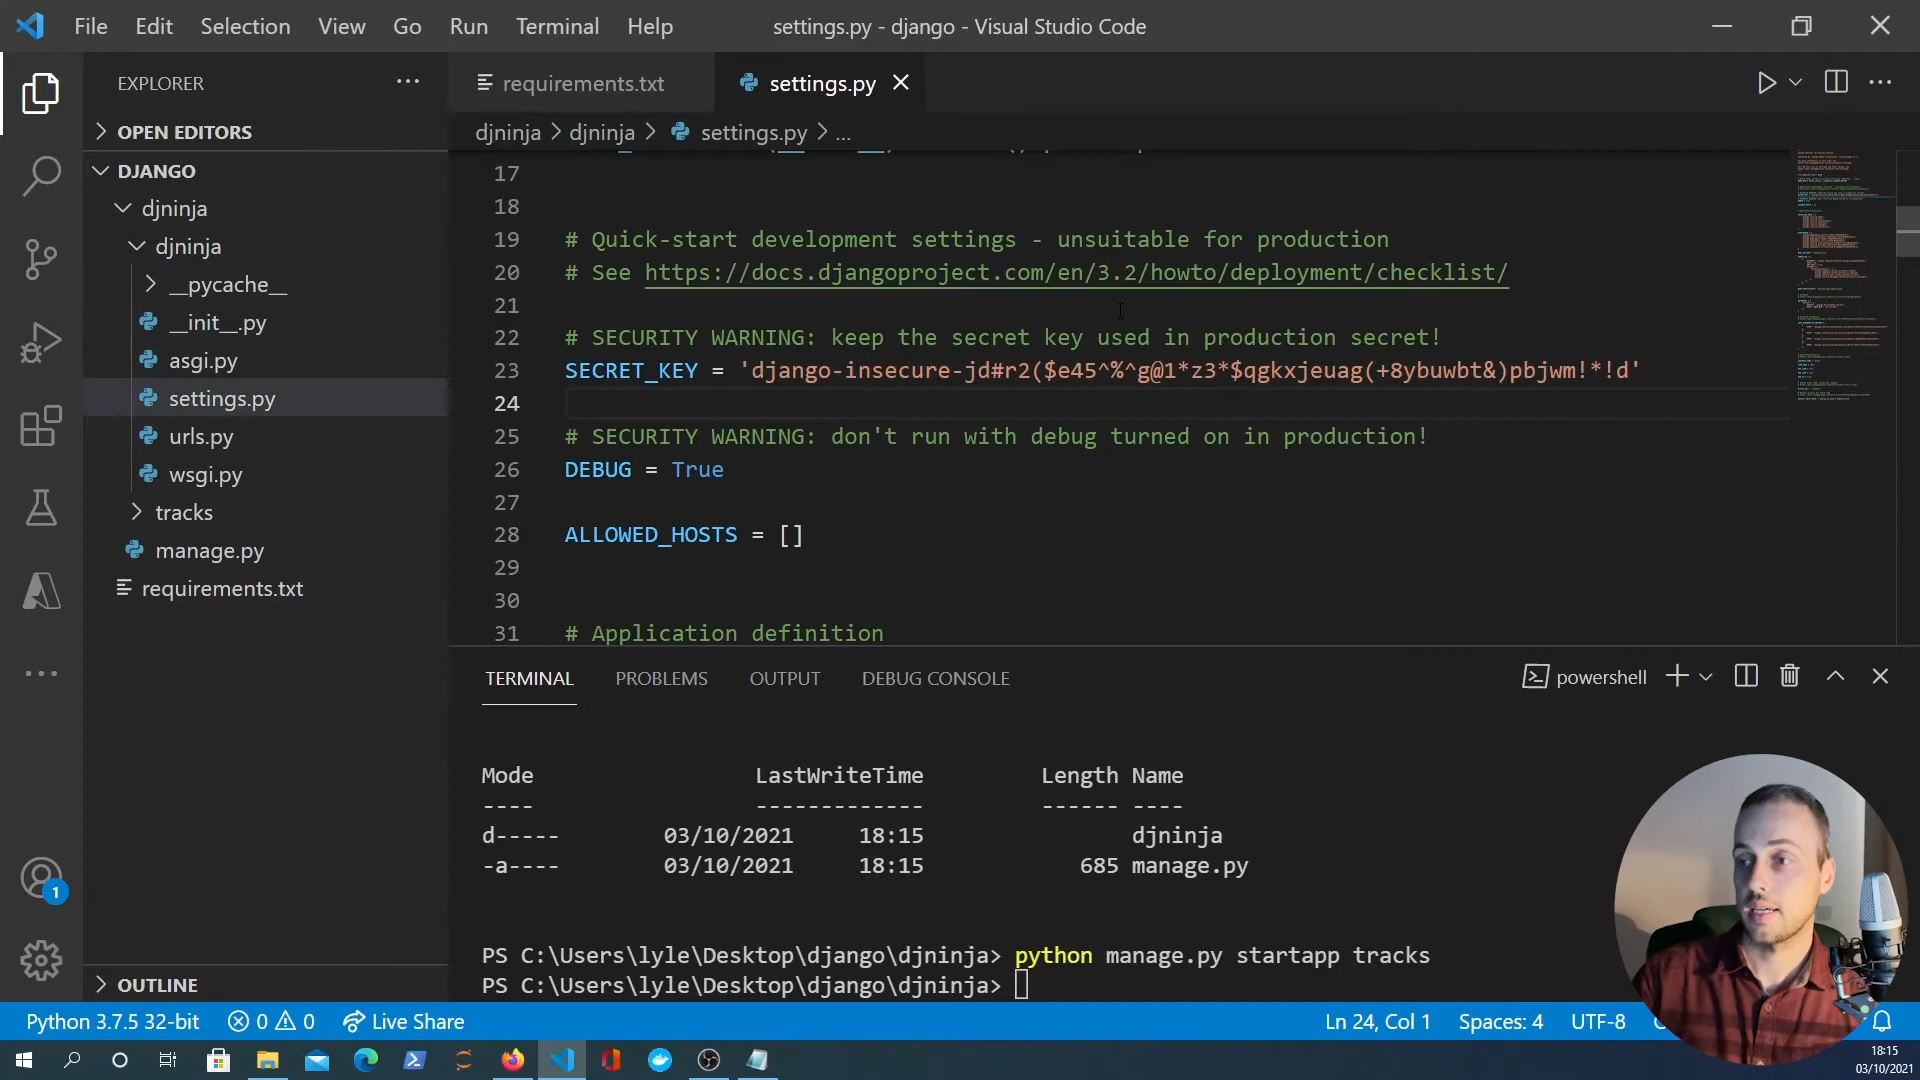 File Edit Selection View Go Run Terminal Help
settings.py - django - Visual Studio Code
EXPLORER
requirements.txt
settings.py
OPEN EDITORS
djninja > djninja > settings.py > ...
DJANGO
djninja
djninja
__pycache__
__init__.py
asgi.py
settings.py
urls.py
wsgi.py
tracks
manage.py
requirements.txt
OUTLINE
17
18
19 # Quick-start development settings - unsuitable for production
20 # See https://docs.djangoproject.com/en/3.2/howto/deployment/checklist/
21
22 # SECURITY WARNING: keep the secret key used in production secret!
23 SECRET_KEY = 'django-insecure-jd#r2($e45^%^g@1*z3*$qgkxjeuag(+8ybuwbt&)pbjwm!*!d'
24
25 # SECURITY WARNING: don't run with debug turned on in production!
26 DEBUG = True
27
28 ALLOWED_HOSTS = []
29
30
31 # Application definition
TERMINAL PROBLEMS OUTPUT DEBUG CONSOLE
powershell
Mode LastWriteTime Length Name
---- ------------- ------ ----
d----- 03/10/2021 18:15 djninja
-a---- 03/10/2021 18:15 685 manage.py
PS C:\Users\lyle\Desktop\django\djninja> python manage.py startapp tracks
PS C:\Users\lyle\Desktop\django\djninja>
1
Python 3.7.5 32-bit 0 0 Live Share
Ln 24, Col 1 Spaces: 4 UTF-8
18:15
03/10/2021